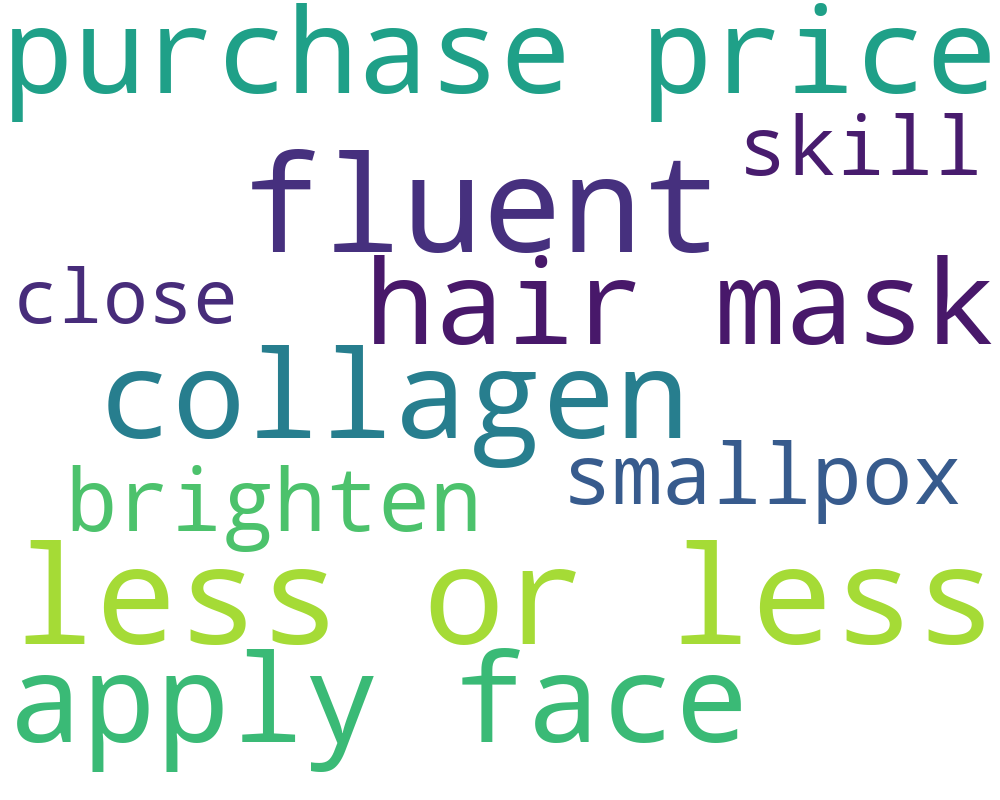 purchase price
skill
fluent
close
hair mask
collagen
smallpox
brighten
less or less
apply face